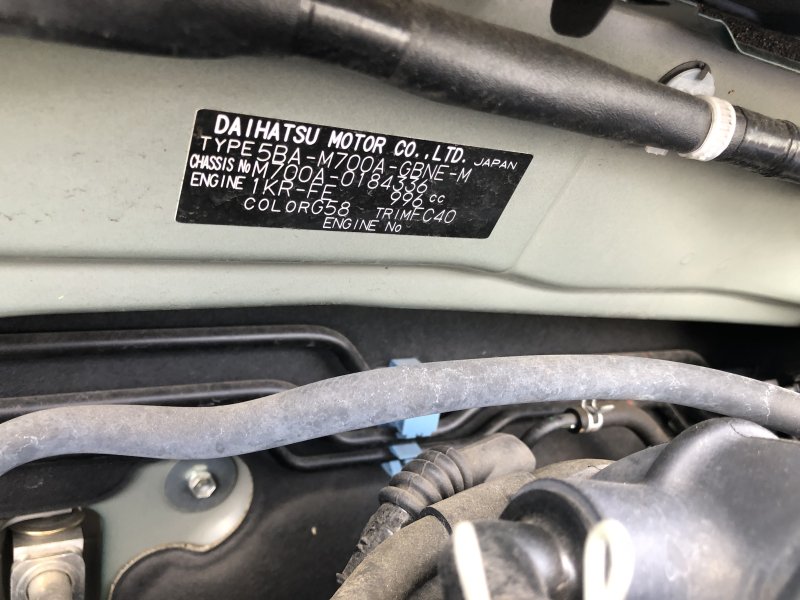 DAIHATSU MOTOR CO.,LTD. JAPAN
TYPE 5BA-M700A-GBNE-M
CHASSIS No M700A-0184336
ENGINE 1KR-FE 996 cc
COLOR G58 TRIM FC40
ENGINE No